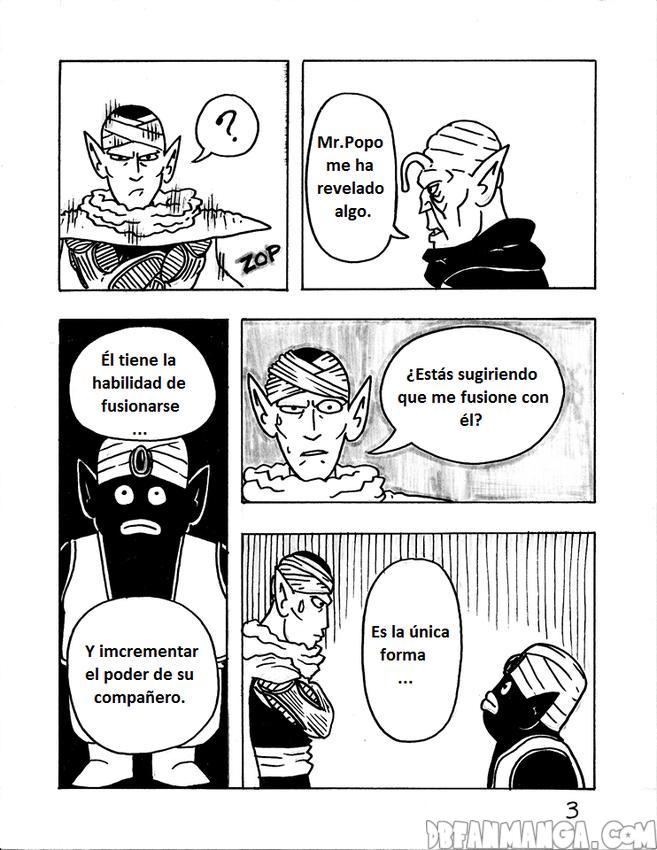 ?
ZOP
Mr.Popo
me ha
revelado
algo.
Él tiene la
habilidad de
fusionarse
...
Y imcrementar
el poder de su
compañero.
¿Estás sugiriendo
que me fusione con
él?
Es la única
forma
...
3
DBFANMANGA.COM